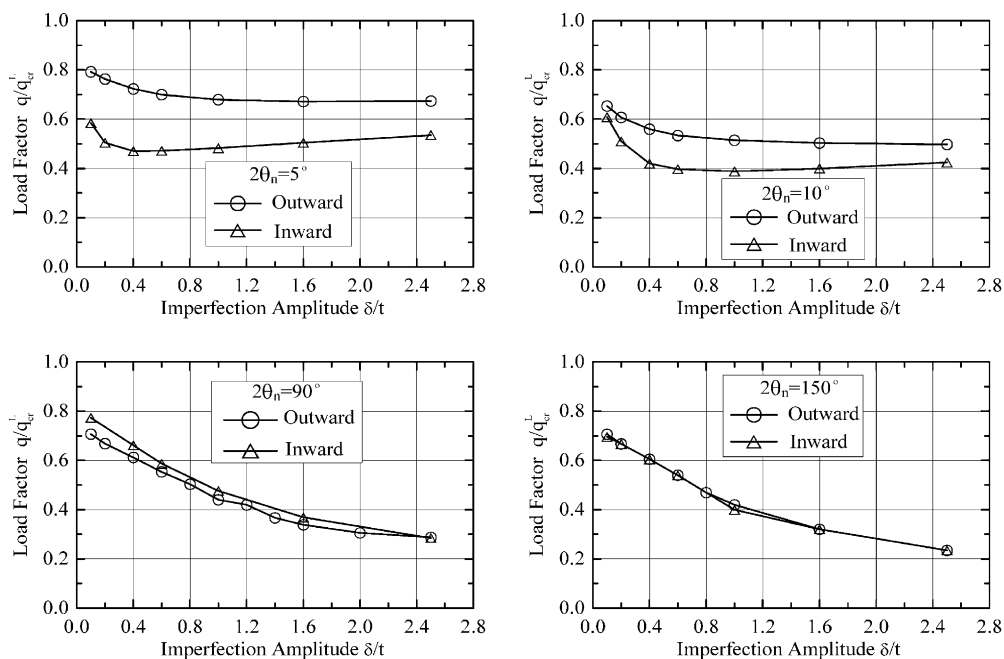 1.0
0.8
0.6
0.4
0.2
0.0
Load Factor q/q_cr^L
2θn=5°
Outward
Inward
0.0 0.4 0.8 1.2 1.6 2.0 2.4 2.8
Imperfection Amplitude δ/t
1.0
0.8
0.6
0.4
0.2
0.0
Load Factor q/q_cr^L
2θn=10°
Outward
Inward
0.0 0.4 0.8 1.2 1.6 2.0 2.4 2.8
Imperfection Amplitude δ/t
1.0
0.8
0.6
0.4
0.2
0.0
Load Factor q/q_cr^L
2θn=90°
Outward
Inward
0.0 0.4 0.8 1.2 1.6 2.0 2.4 2.8
Imperfection Amplitude δ/t
1.0
0.8
0.6
0.4
0.2
0.0
Load Factor q/q_cr^L
2θn=150°
Outward
Inward
0.0 0.4 0.8 1.2 1.6 2.0 2.4 2.8
Imperfection Amplitude δ/t